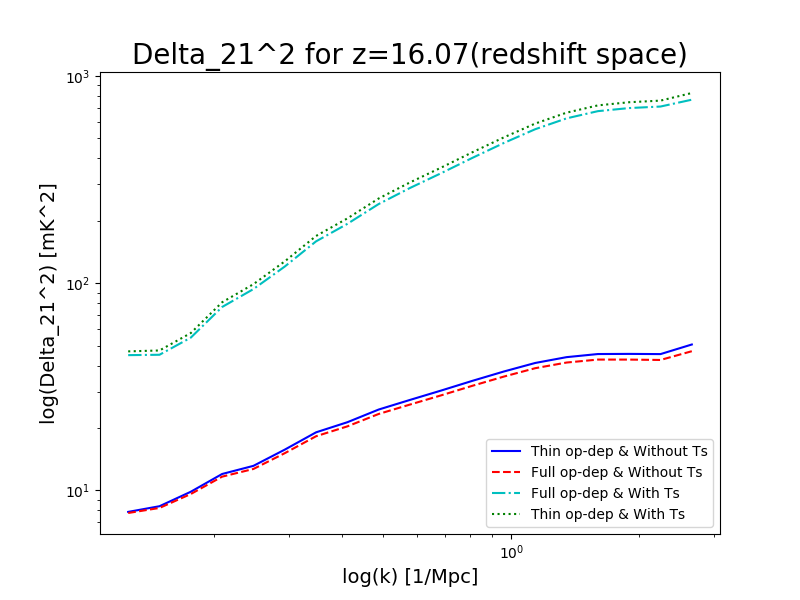 Delta_21^2 for z=16.07(redshift space)
log(Delta_21^2) [mK^2]
10^3
10^2
10^1
Thin op-dep & Without Ts
Full op-dep & Without Ts
Full op-dep & With Ts
Thin op-dep & With Ts
10^0
log(k) [1/Mpc]